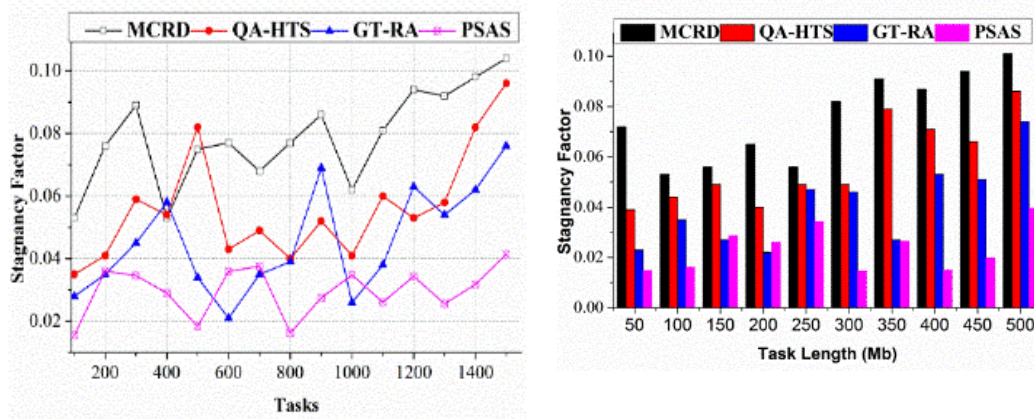 MCRD QA-HTS GT-RA PSAS
Stagnancy Factor
0.10
0.08
0.06
0.04
0.02
200 400 600 800 1000 1200 1400
Tasks
MCRD QA-HTS GT-RA PSAS
Stagnancy Factor
0.10
0.08
0.06
0.04
0.02
0.00
50 100 150 200 250 300 350 400 450 500
Task Length (Mb)